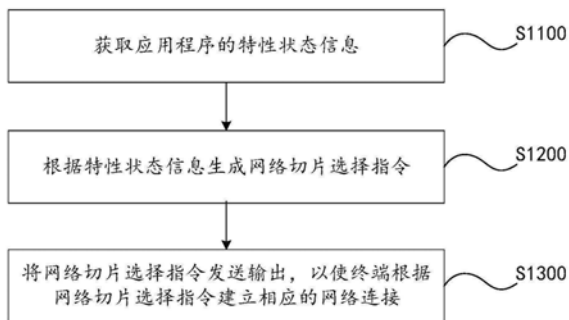 获取应用程序的特性状态信息
S1100
根据特性状态信息生成网络切片选择指令
S1200
将网络切片选择指令发送输出，以使终端根据
网络切片选择指令建立相应的网络连接
S1300